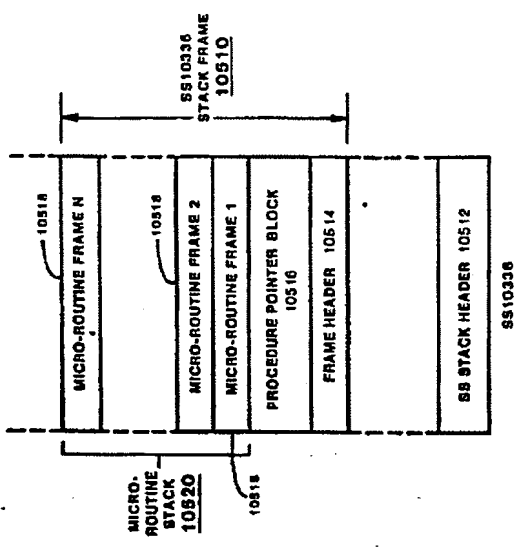 10518
MICRO-ROUTINE FRAME N
SS10336
STACK FRAME
10510
10518
MICRO-ROUTINE FRAME 2
MICRO-ROUTINE FRAME 1
PROCEDURE POINTER BLOCK
10516
FRAME HEADER 10514
MICRO-
ROUTINE
STACK
10520
10518
SS STACK HEADER 10512
SS10336